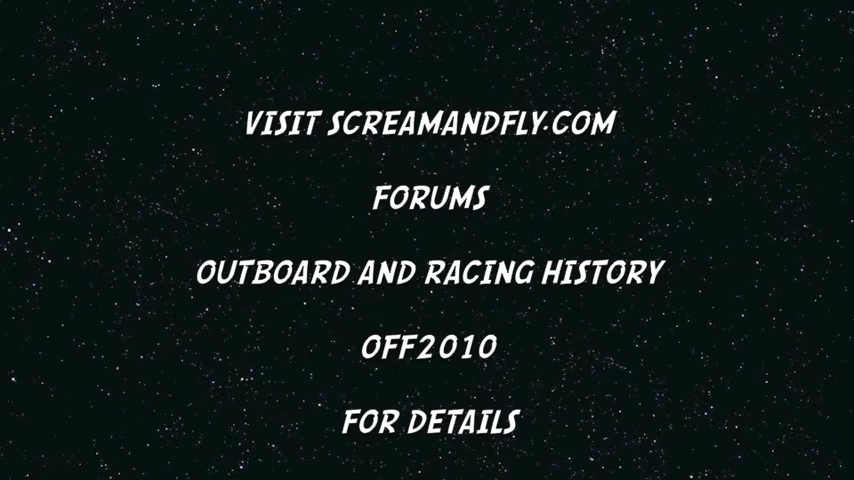 VISIT SCREAMANDFLY.COM
FORUMS
OUTBOARD AND RACING HISTORY
OFF2010
FOR DETAILS